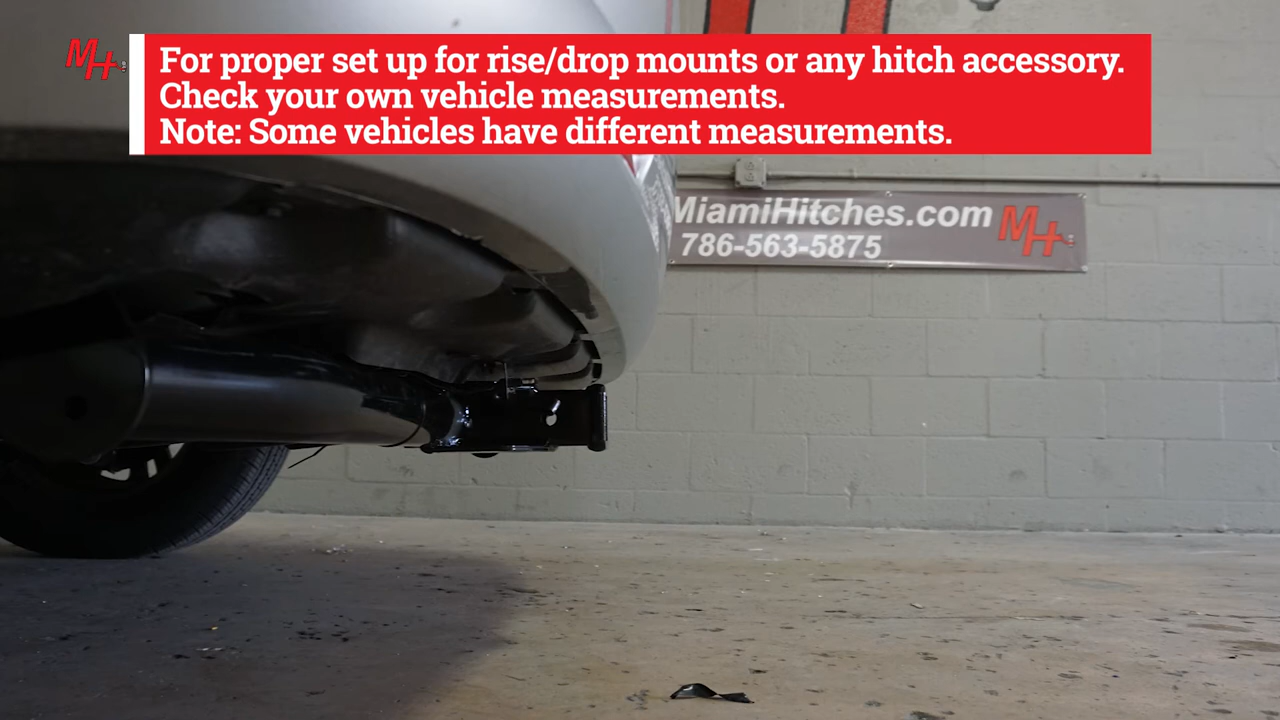 MH
For proper set up for rise/drop mounts or any hitch accessory.
Check your own vehicle measurements.
Note: Some vehicles have different measurements.
MiamiHitches.com
786-563-5875
MH